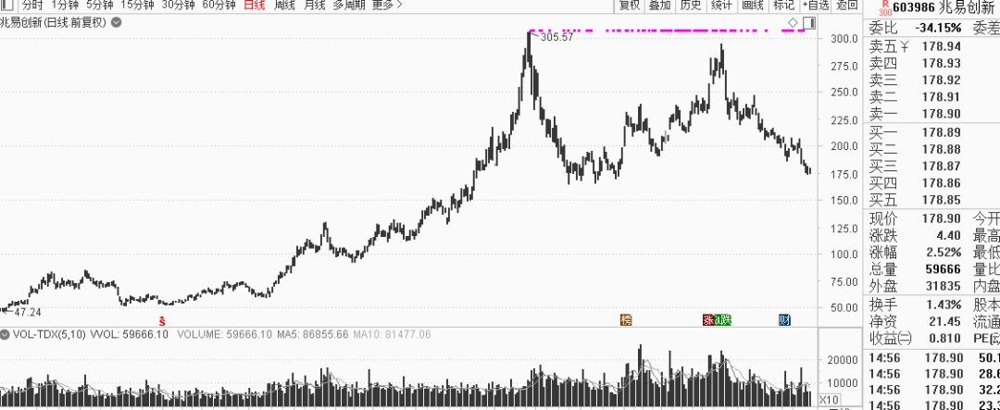 分时 1分钟 5分钟 15分钟 30分钟 60分钟 日线 周线 月线 多周期 更多
复权 叠加 历史 统计 画线 标记 +自选 返回
兆易创新(日线.前复权)
305.57
300.0
275.0
250.0
225.0
200.0
175.0
150.0
125.0
100.0
75.00
50.00
47.24
S
榜 涨 跌 财
VOL-TDX(5,10) VVOL: 59666.10 VOLUME: 59666.10 MA5: 86855.66 MA10: 81477.06
20000
10000
X10
R 300 603986 兆易创新
委比 -34.15% 委差
卖五 178.94
卖四 178.93
卖三 178.92
卖二 178.91
卖一 178.90
买一 178.89
买二 178.88
买三 178.87
买四 178.86
买五 178.85
现价 178.90 今开
涨跌 4.40 最高
涨幅 2.52% 最低
总量 59666 量比
外盘 31835 内盘
换手 1.43% 股本
净资 21.45 流通
收益㈡ 0.810 PE
14:56 178.90 50.1
14:56 178.90 28.6
14:56 178.90 32.2
14:56 178.90 23.